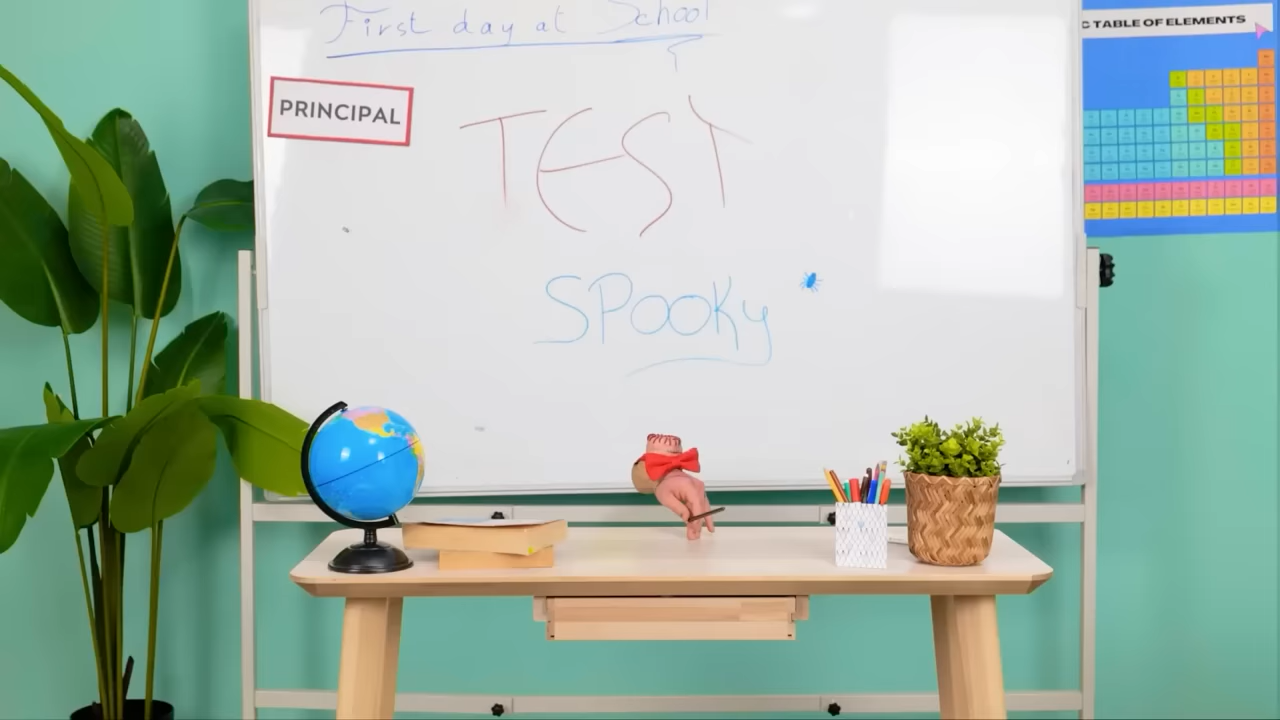 First day at School
C TABLE OF ELEMENTS
PRINCIPAL
TEST
SPOOKY